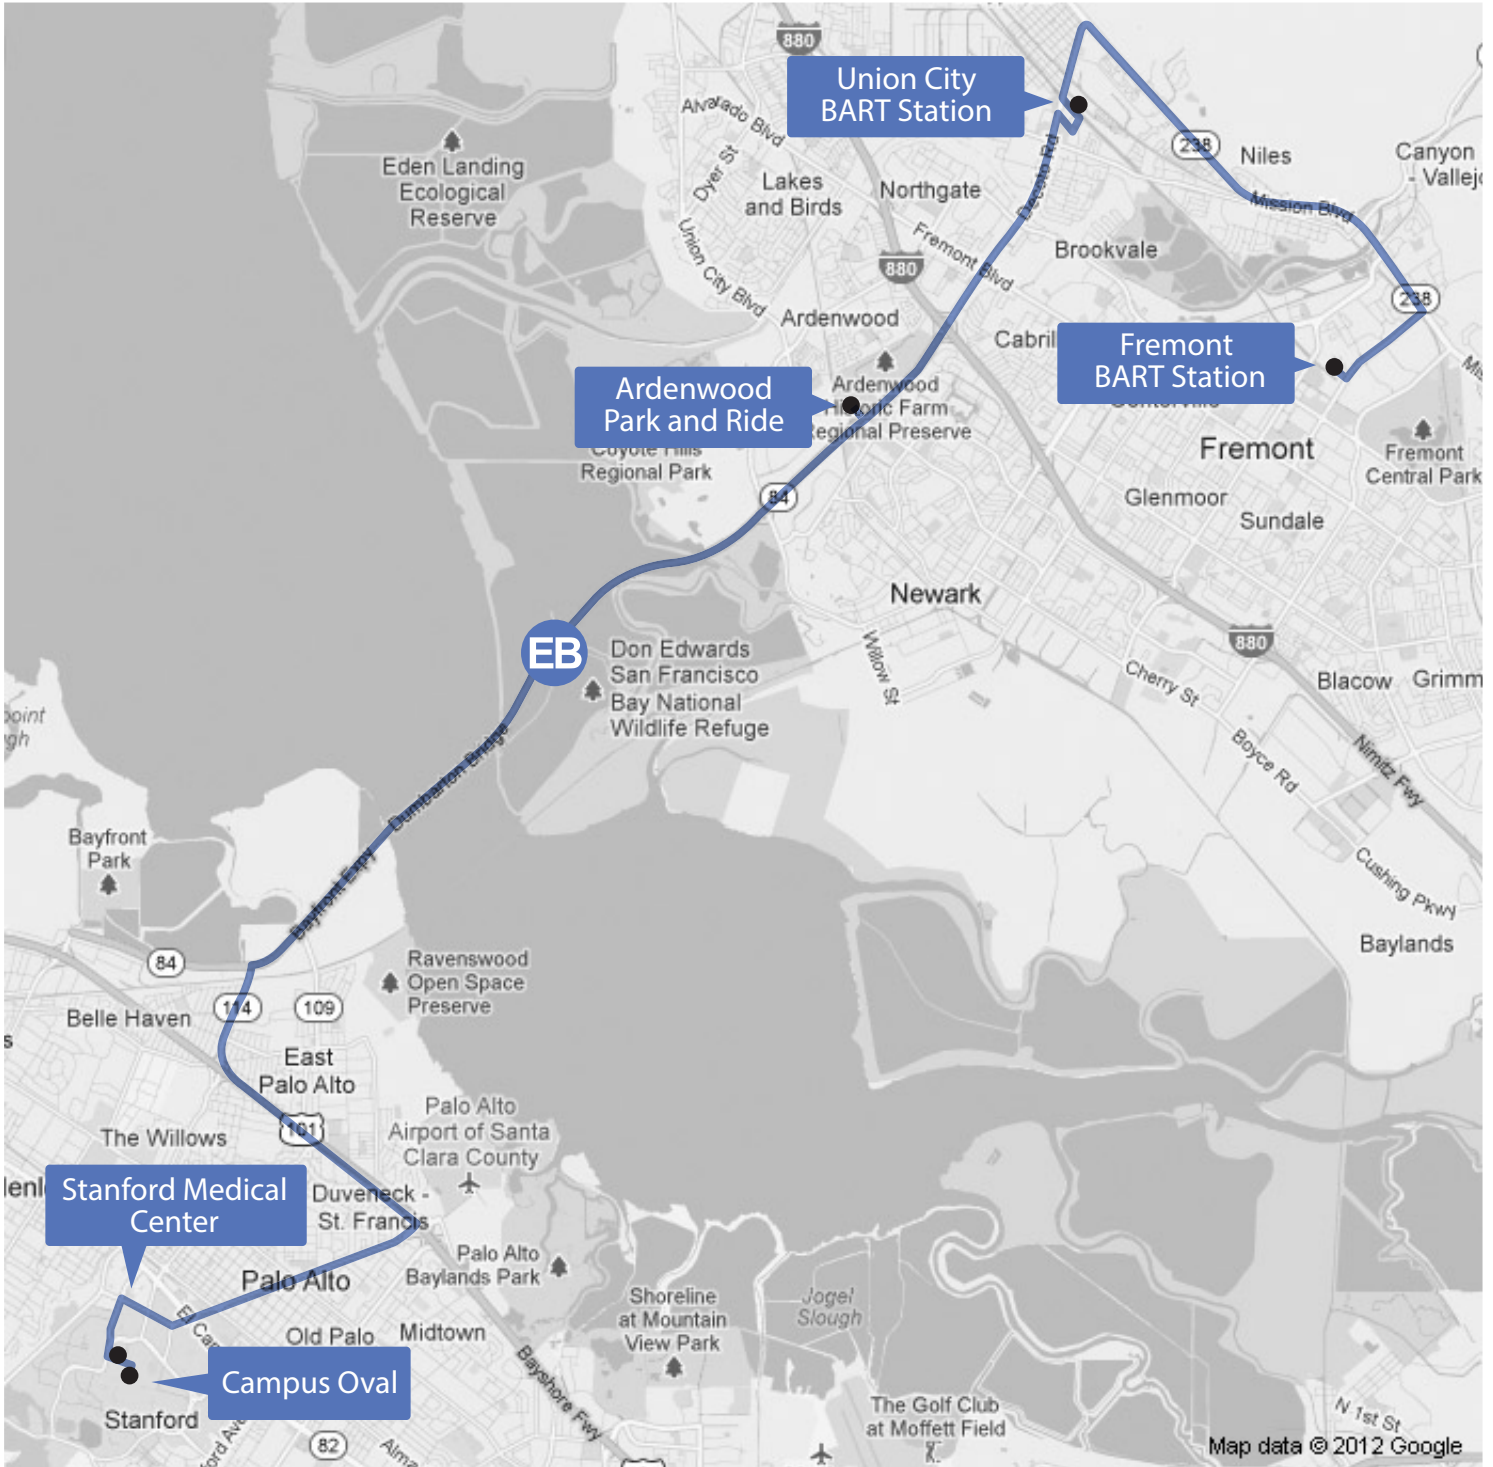 880
Union City
BART Station
Alvarado Blvd
Dyer St
Eden Landing
Ecological
Reserve
Lakes
and Birds
Northgate
Decoto Rd
238
Niles
Canyon
Mission Blvd
Union City Blvd
Fremont Blvd
Brookvale
880
Ardenwood
238
Fremont
BART Station
Ardenwood
Park and Ride
Ardenwood
Historic Farm
Regional Preserve
Coyote Hills
Regional Park
Fremont
Fremont
Central Park
84
Glenmoor
Sundale
Newark
EB
Don Edwards
San Francisco
Bay National
Wildlife Refuge
Willow St
880
Cherry St
Blacow
Boyce Rd
Nimitz Fwy
Dumbarton Bridge
Bayfront
Park
Bayfront Expy
Cushing Pkwy
Baylands
84
Ravenswood
Open Space
Preserve
114
109
Belle Haven
East
Palo Alto
101
The Willows
Palo Alto
Airport of Santa
Clara County
Stanford Medical
Center
Duveneck -
St. Francis
Palo Alto
Palo Alto
Baylands Park
Shoreline
at Mountain
View Park
Jagel
Slough
Old Palo
Midtown
Campus Oval
Bayshore Fwy
Stanford
82
The Golf Club
at Moffett Field
N 1st St
Map data © 2012 Google